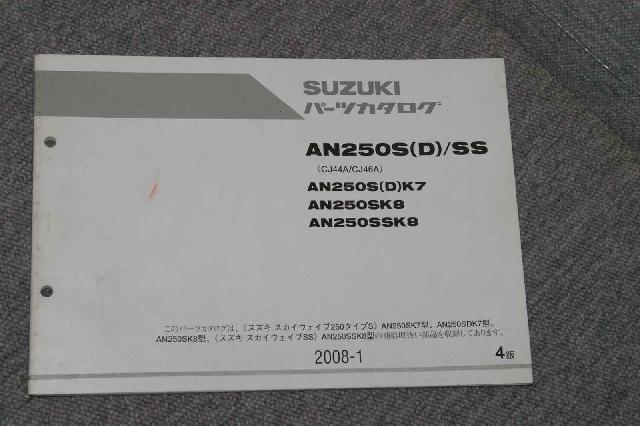 SUZUKI
パーツカタログ
AN250S(D)/SS
(CJ44A/CJ46A)
AN250S(D)K7
AN250SK8
AN250SSK8
このパーツカタログは、(スズキ スカイウェイブ250タイプS) AN250SK7型、AN250SDK7型、
AN250SK8型、(スズキ スカイウェイブSS) AN250SSK8型の補給取扱い部品を収録してあります。
2008-1
4版